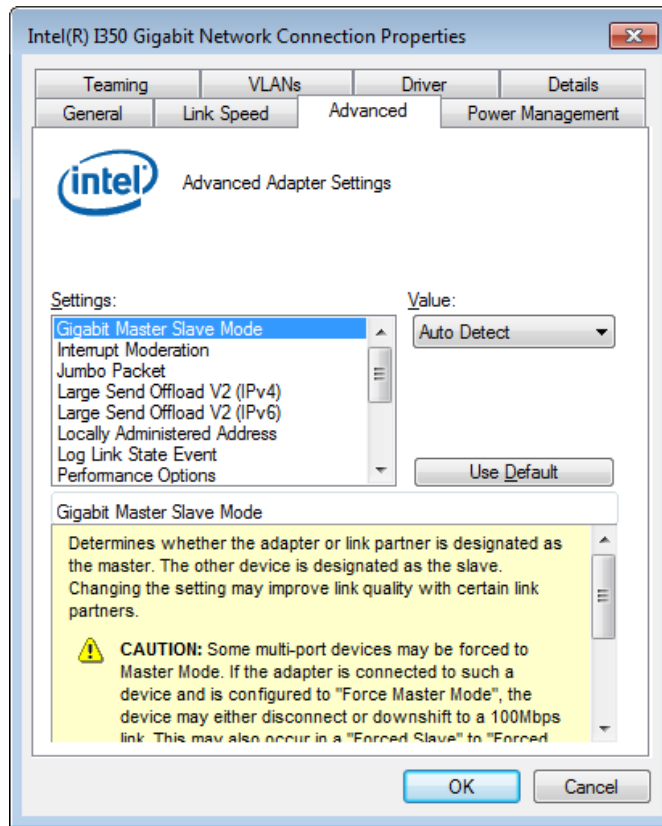 Intel(R) I350 Gigabit Network Connection Properties
Teaming VLANs Driver Details
General Link Speed Advanced Power Management
intel Advanced Adapter Settings
Settings: Value:
Gigabit Master Slave Mode Auto Detect
Interrupt Moderation
Jumbo Packet
Large Send Offload V2 (IPv4)
Large Send Offload V2 (IPv6)
Locally Administered Address
Log Link State Event
Performance Options Use Default
Gigabit Master Slave Mode
Determines whether the adapter or link partner is designated as
the master. The other device is designated as the slave.
Changing the setting may improve link quality with certain link
partners.
CAUTION: Some multi-port devices may be forced to
Master Mode. If the adapter is connected to such a
device and is configured to "Force Master Mode", the
device may either disconnect or downshift to a 100Mbps
link. This may also occur in a "Forced Slave" to "Forced
OK Cancel